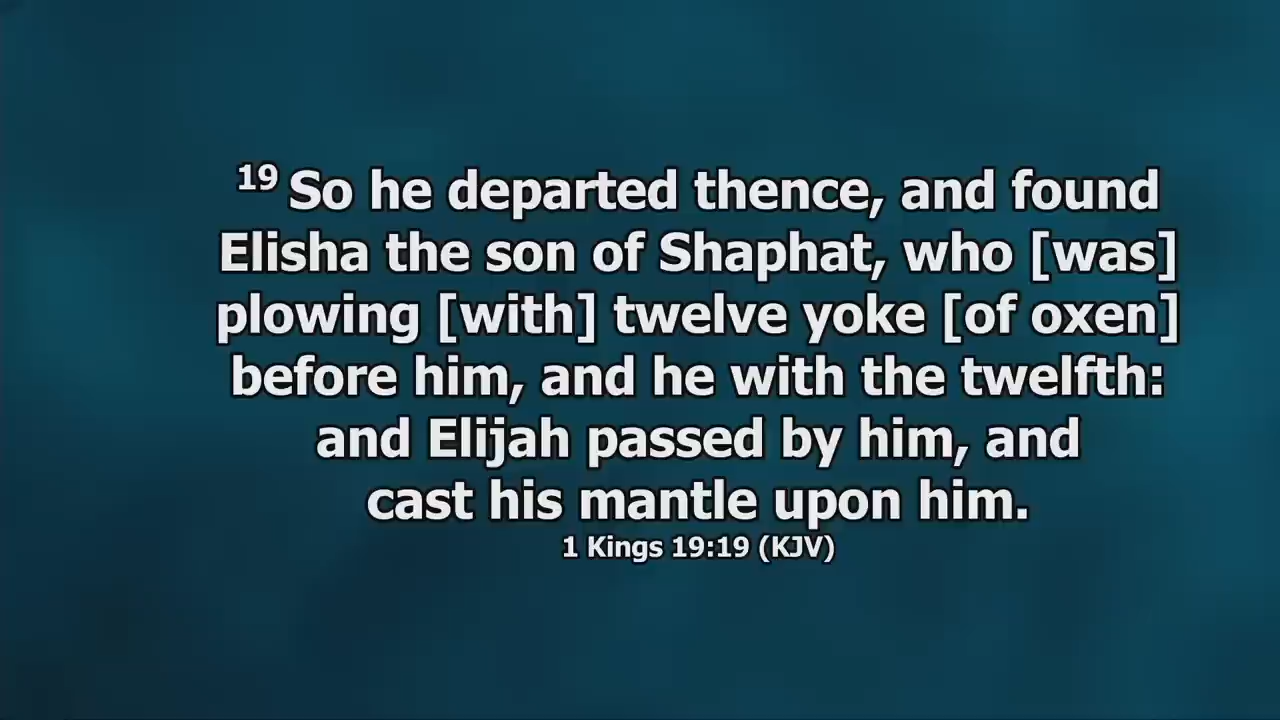 19 So he departed thence, and found
Elisha the son of Shaphat, who [was]
plowing [with] twelve yoke [of oxen]
before him, and he with the twelfth:
and Elijah passed by him, and
cast his mantle upon him.
1 Kings 19:19 (KJV)